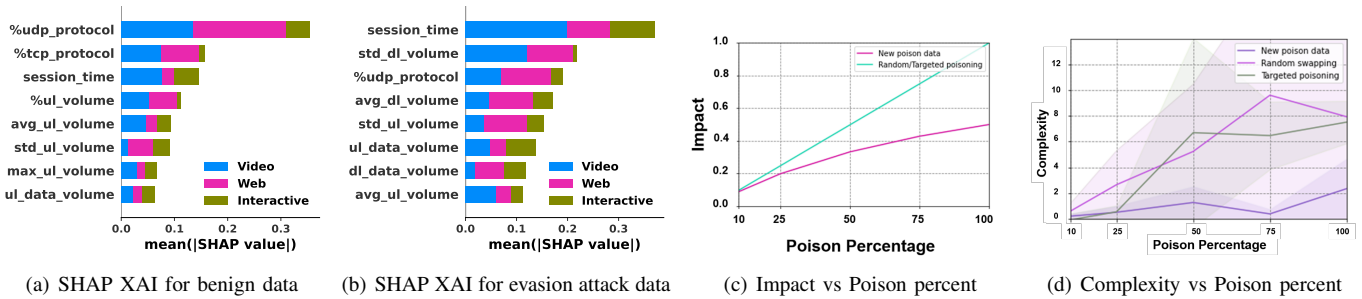 %udp_protocol
%tcp_protocol
session_time
%ul_volume
avg_ul_volume
std_ul_volume
max_ul_volume
ul_data_volume
Video
Web
Interactive
0.0 0.1 0.2 0.3
mean(|SHAP value|)
(a) SHAP XAI for benign data
session_time
std_dl_volume
%udp_protocol
avg_dl_volume
std_ul_volume
ul_data_volume
dl_data_volume
avg_ul_volume
Video
Web
Interactive
0.0 0.1 0.2 0.3
mean(|SHAP value|)
(b) SHAP XAI for evasion attack data
Impact
1.0
0.8
0.6
0.4
0.2
0.0
New poison data
Random/Targeted poisoning
10 25 50 75 100
Poison Percentage
(c) Impact vs Poison percent
Complexity
12
10
8
6
4
2
0
New poison data
Random swapping
Targeted poisoning
10 25 50 75 100
Poison Percentage
(d) Complexity vs Poison percent